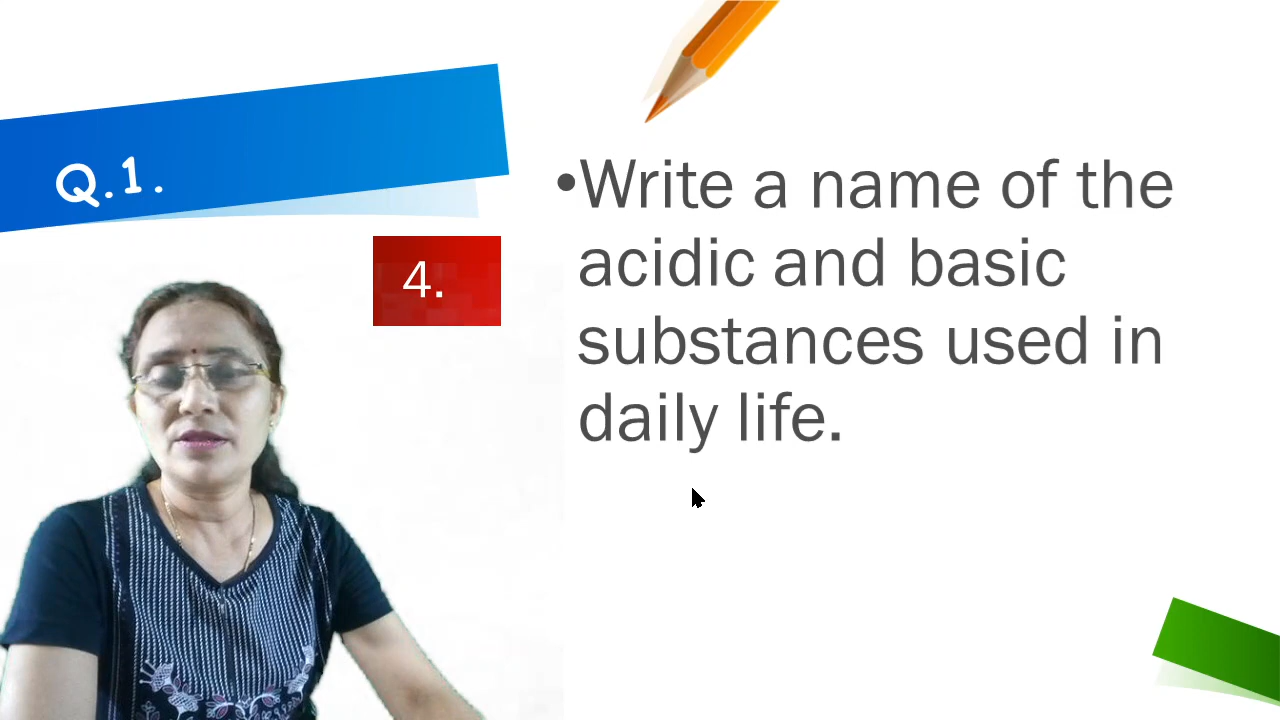 Q.1.
4.
•Write a name of the
acidic and basic
substances used in
daily life.